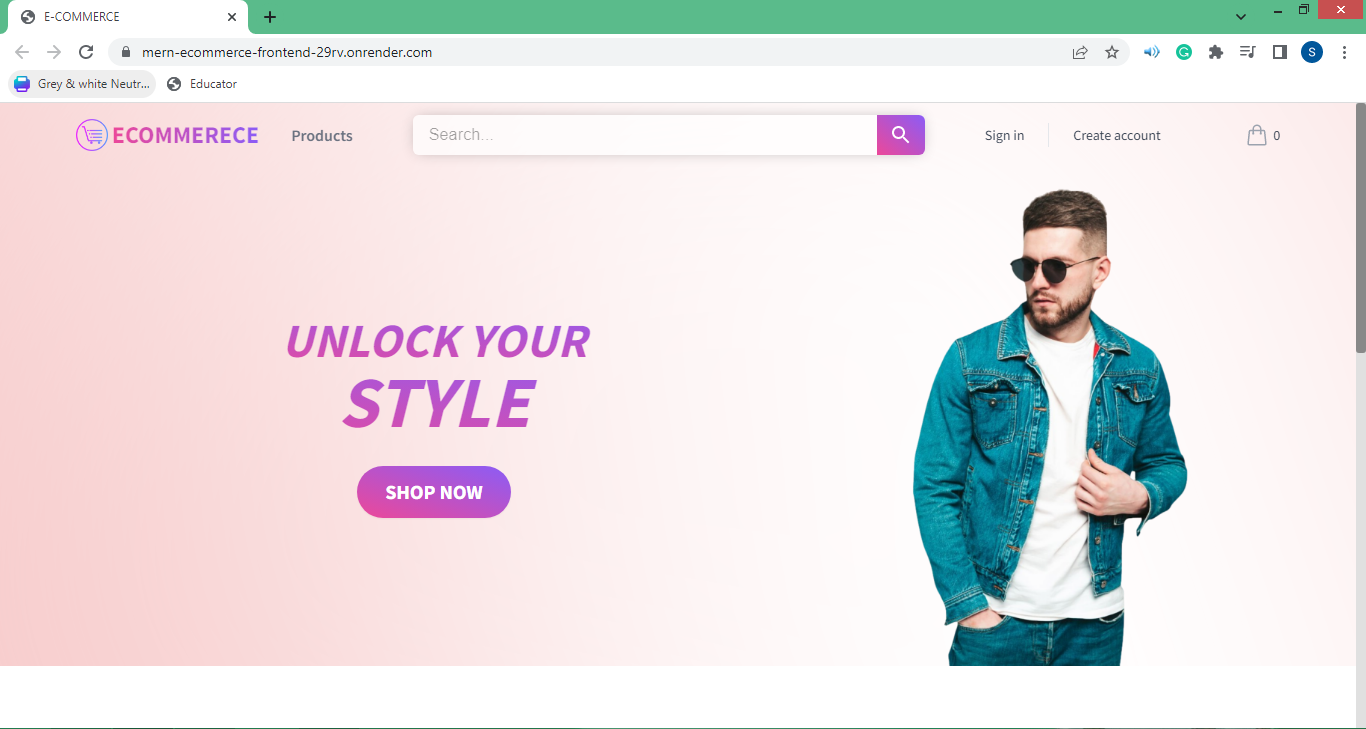 E-COMMERCE
mern-ecommerce-frontend-29rv.onrender.com
S
Grey & white Neutr... Educator
ECOMMERECE Products Search... Sign in Create account 0
UNLOCK YOUR
STYLE
SHOP NOW